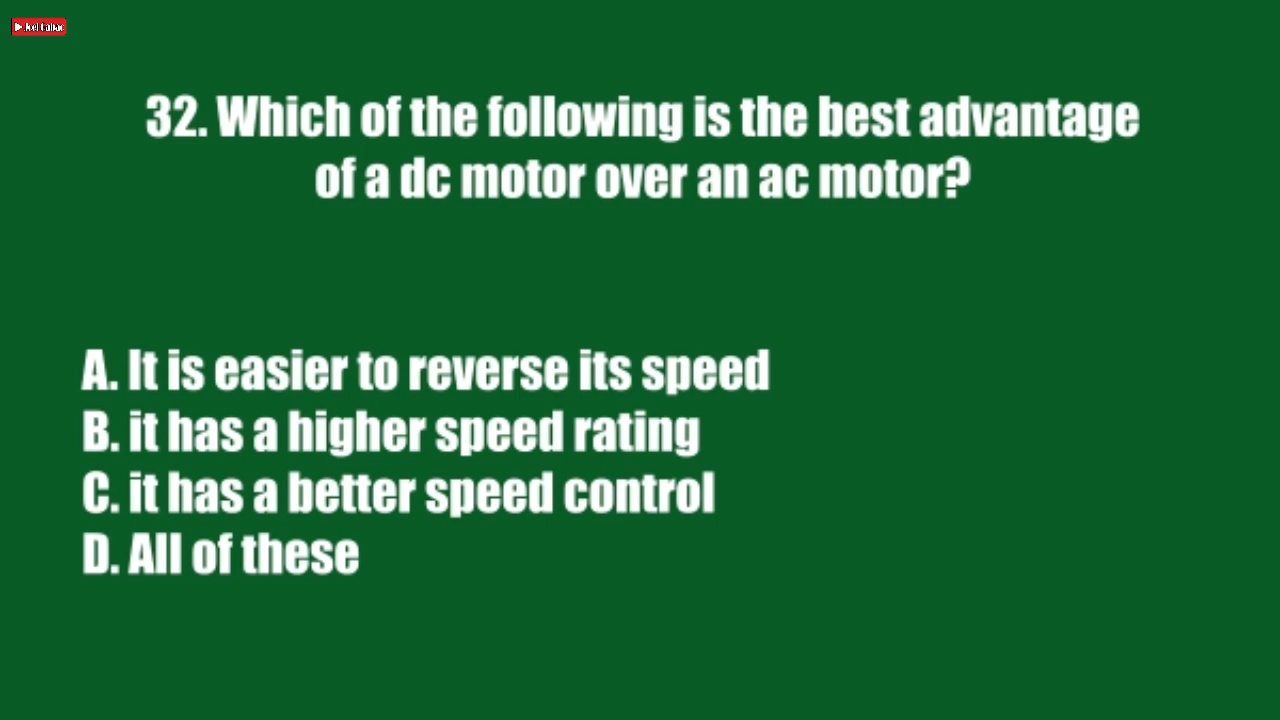 32. Which of the following is the best advantage
of a dc motor over an ac motor?
A. It is easier to reverse its speed
B. it has a higher speed rating
C. it has a better speed control
D. All of these